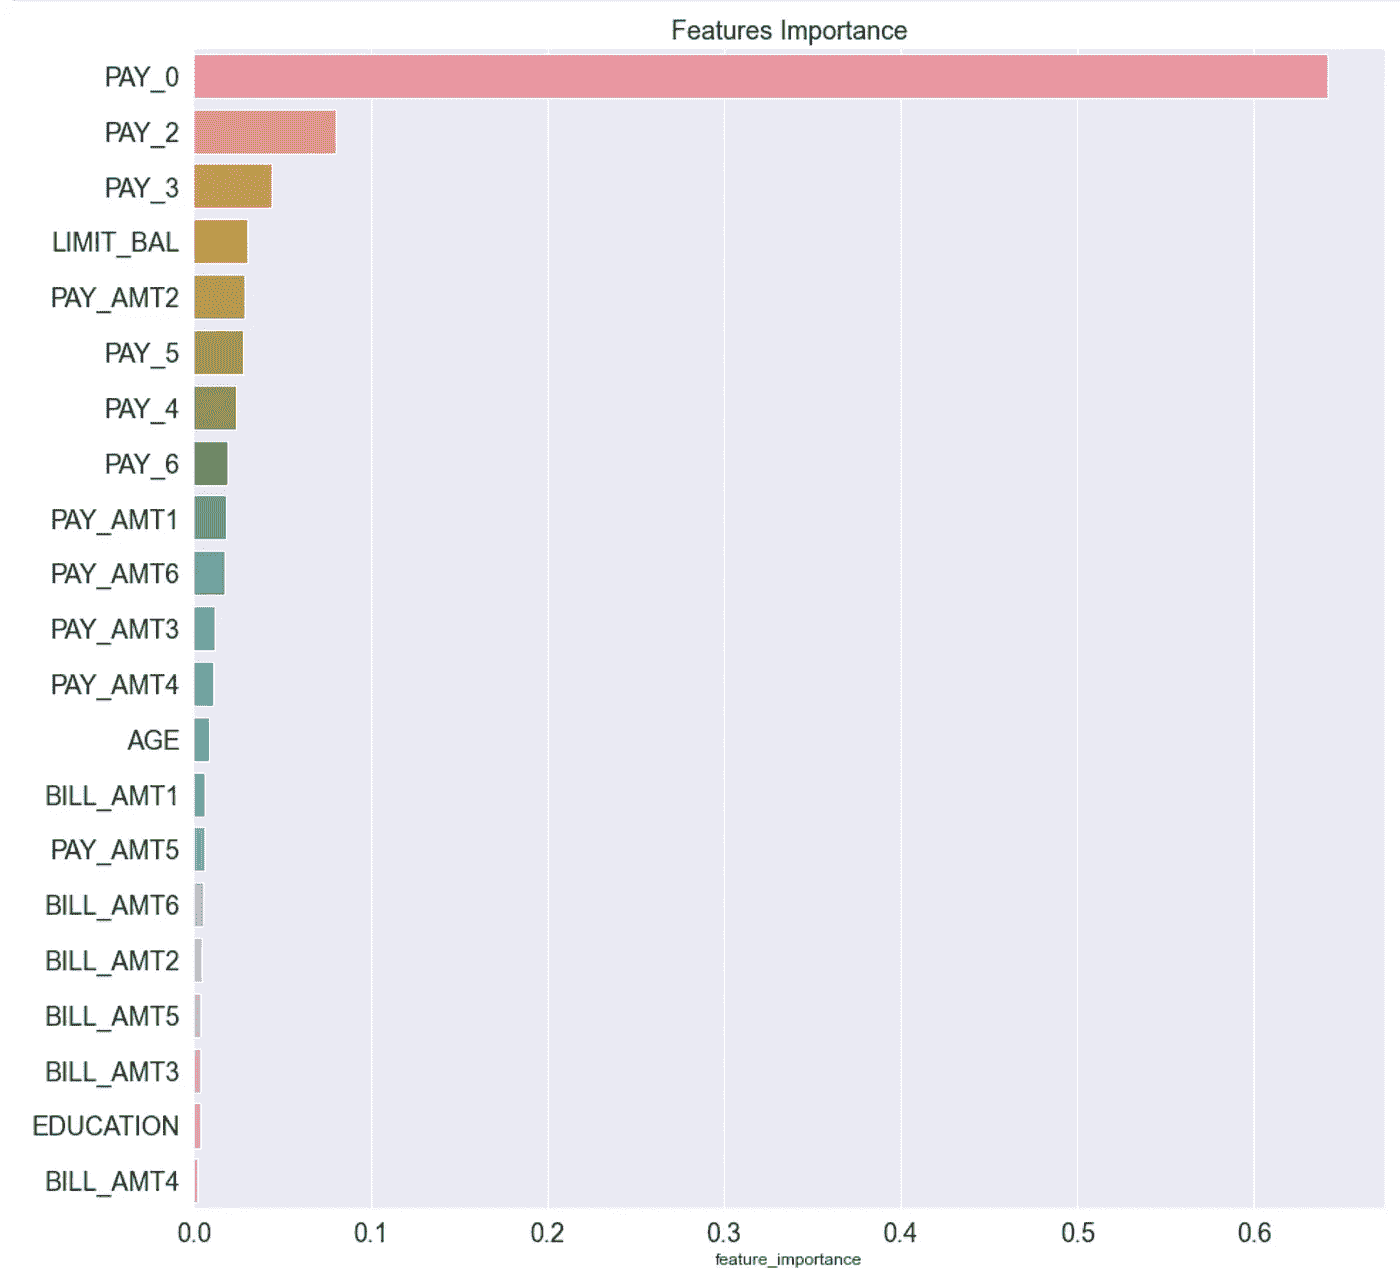 Features Importance
PAY_0
PAY_2
PAY_3
LIMIT_BAL
PAY_AMT2
PAY_5
PAY_4
PAY_6
PAY_AMT1
PAY_AMT6
PAY_AMT3
PAY_AMT4
AGE
BILL_AMT1
PAY_AMT5
BILL_AMT6
BILL_AMT2
BILL_AMT5
BILL_AMT3
EDUCATION
BILL_AMT4
0.0 0.1 0.2 0.3 0.4 0.5 0.6
feature_importance